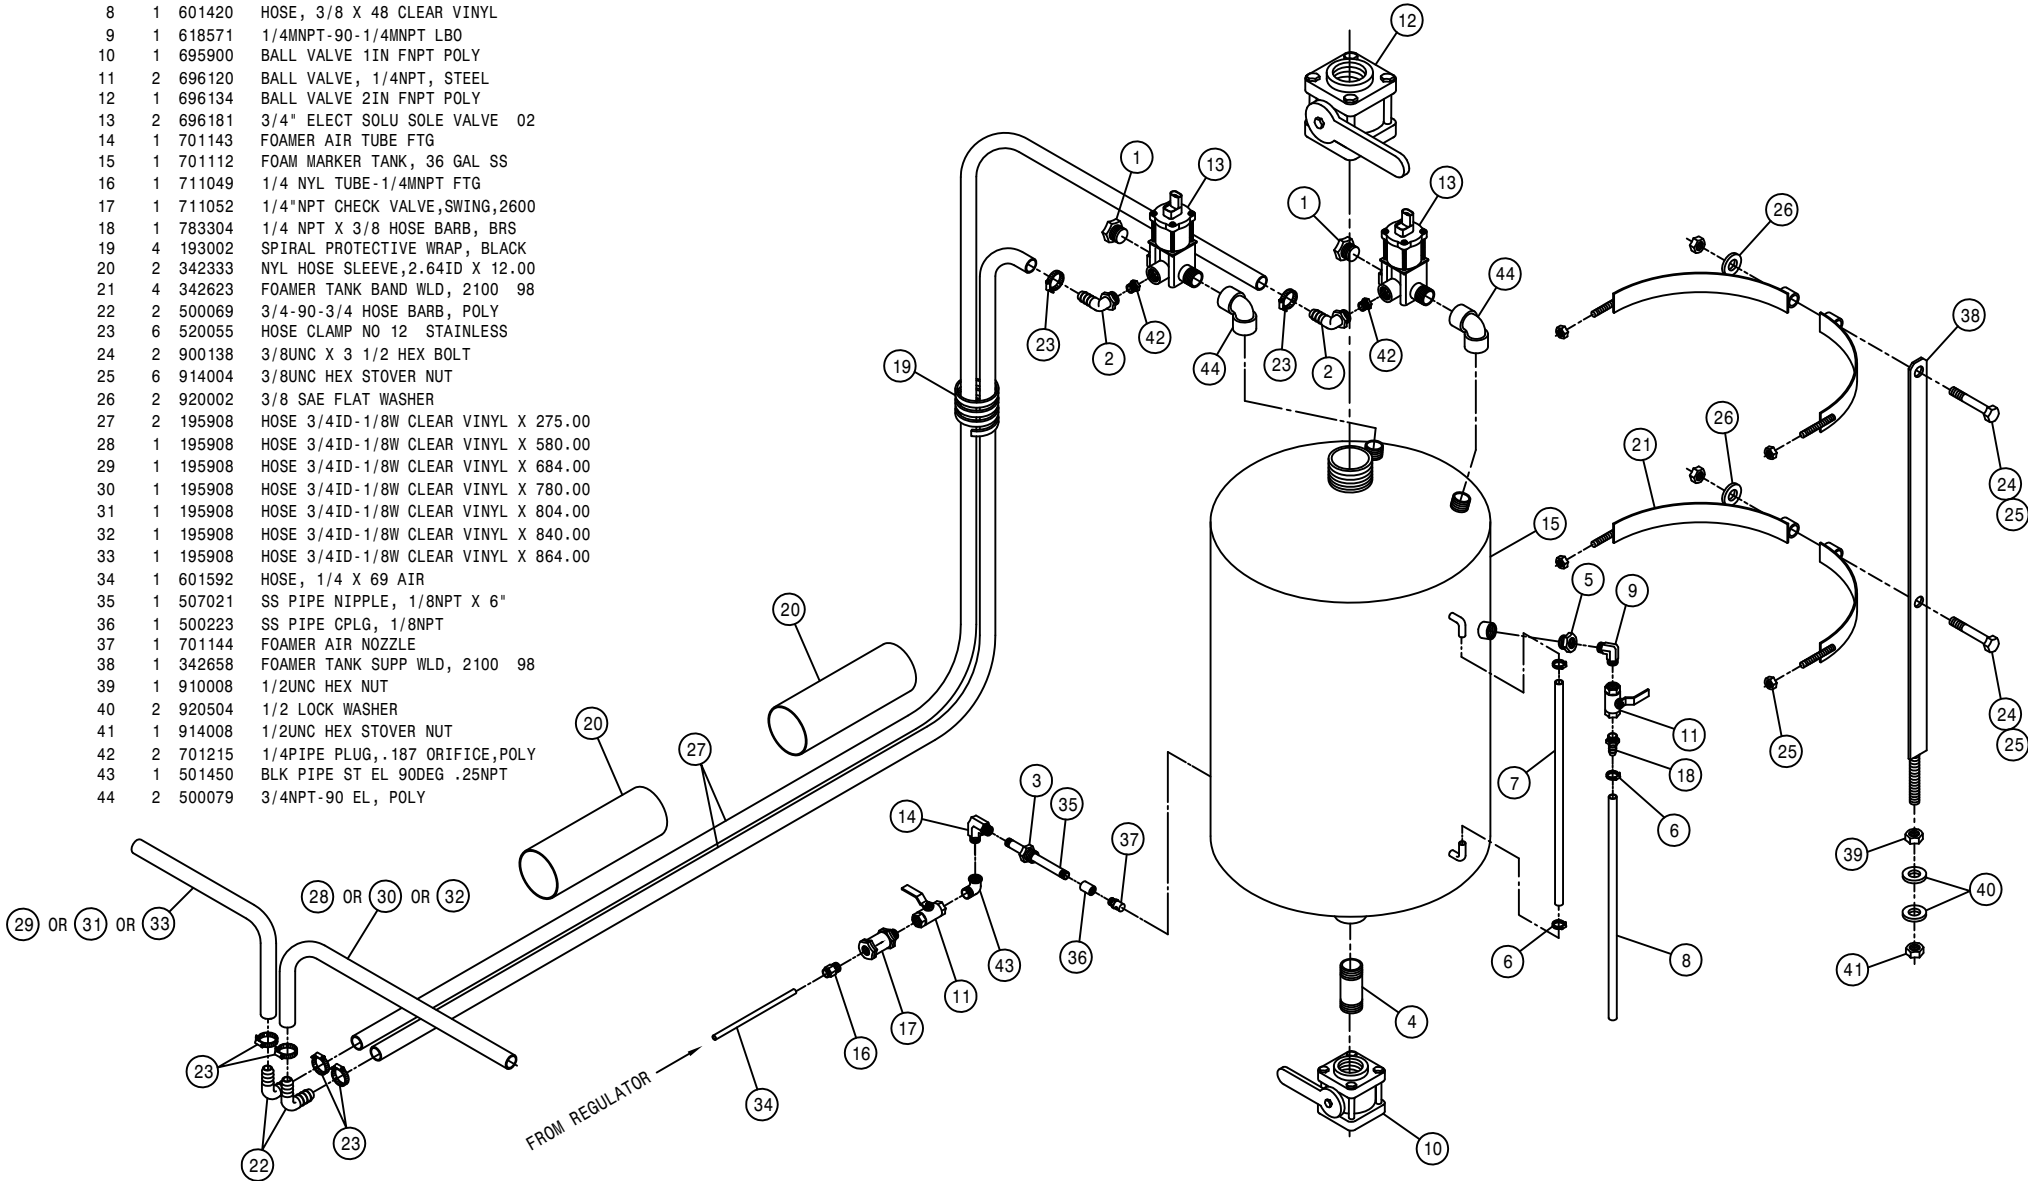 8 1 601420 HOSE, 3/8 X 48 CLEAR VINYL
9 1 618571 1/4MNPT-90-1/4MNPT LBO
10 1 695900 BALL VALVE 1IN FNPT POLY
11 2 696120 BALL VALVE, 1/4NPT, STEEL
12 1 696134 BALL VALVE 2IN FNPT POLY
13 2 696181 3/4" ELECT SOLU SOLE VALVE 02
14 1 701143 FOAMER AIR TUBE FTG
15 1 701112 FOAM MARKER TANK, 36 GAL SS
16 1 711049 1/4 NYL TUBE-1/4MNPT FTG
17 1 711052 1/4"NPT CHECK VALVE,SWING,2600
18 1 783304 1/4 NPT X 3/8 HOSE BARB, BRS
19 4 193002 SPIRAL PROTECTIVE WRAP, BLACK
20 2 342333 NYL HOSE SLEEVE,2.64ID X 12.00
21 4 342623 FOAMER TANK BAND WLD, 2100 98
22 2 500069 3/4-90-3/4 HOSE BARB, POLY
23 6 520055 HOSE CLAMP NO 12 STAINLESS
24 2 900138 3/8UNC X 3 1/2 HEX BOLT
25 6 914004 3/8UNC HEX STOVER NUT
26 2 920002 3/8 SAE FLAT WASHER
27 2 195908 HOSE 3/4ID-1/8W CLEAR VINYL X 275.00
28 1 195908 HOSE 3/4ID-1/8W CLEAR VINYL X 580.00
29 1 195908 HOSE 3/4ID-1/8W CLEAR VINYL X 684.00
30 1 195908 HOSE 3/4ID-1/8W CLEAR VINYL X 780.00
31 1 195908 HOSE 3/4ID-1/8W CLEAR VINYL X 804.00
32 1 195908 HOSE 3/4ID-1/8W CLEAR VINYL X 840.00
33 1 195908 HOSE 3/4ID-1/8W CLEAR VINYL X 864.00
34 1 601592 HOSE, 1/4 X 69 AIR
35 1 507021 SS PIPE NIPPLE, 1/8NPT X 6"
36 1 500223 SS PIPE CPLG, 1/8NPT
37 1 701144 FOAMER AIR NOZZLE
38 1 342658 FOAMER TANK SUPP WLD, 2100 98
39 1 910008 1/2UNC HEX NUT
40 2 920504 1/2 LOCK WASHER
41 1 914008 1/2UNC HEX STOVER NUT
42 2 701215 1/4PIPE PLUG,.187 ORIFICE,POLY
43 1 501450 BLK PIPE ST EL 90DEG .25NPT
44 2 500079 3/4NPT-90 EL, POLY
12
1
13
1
13
26
44
38
23
2
42
44
23
2
42
19
26
21
24
25
15
5
9
20
20
27
7
11
18
6
24
25
25
3
35
14
37
39
40
28 OR 30 OR 32
29 OR 31 OR 33
36
43
11
17
16
6
8
41
4
23
22
23
34
FROM REGULATOR
10